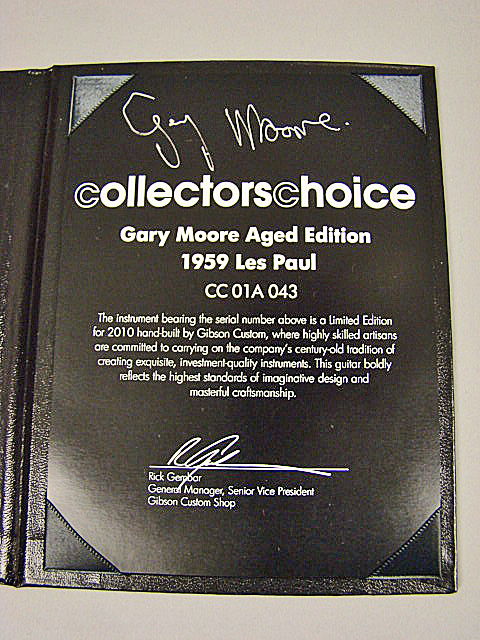 Gary Moore.
collectorschoice
Gary Moore Aged Edition
1959 Les Paul
CC 01A 043
The instrument bearing the serial number above is a Limited Edition
for 2010 hand-built by Gibson Custom, where highly skilled artisans
are committed to carrying on the company's century-old tradition of
creating exquisite, investment-quality instruments. This guitar boldly
reflects the highest standards of imaginative design and
masterful craftsmanship.
Rick Gembar
General Manager, Senior Vice President
Gibson Custom Shop